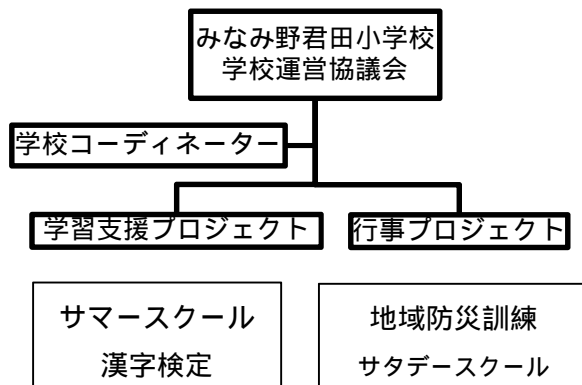 みなみ野君田小学校
学校運営協議会
学校コーディネーター
学習支援プロジェクト
行事プロジェクト
サマースクール
漢字検定
地域防災訓練
サタデースクール